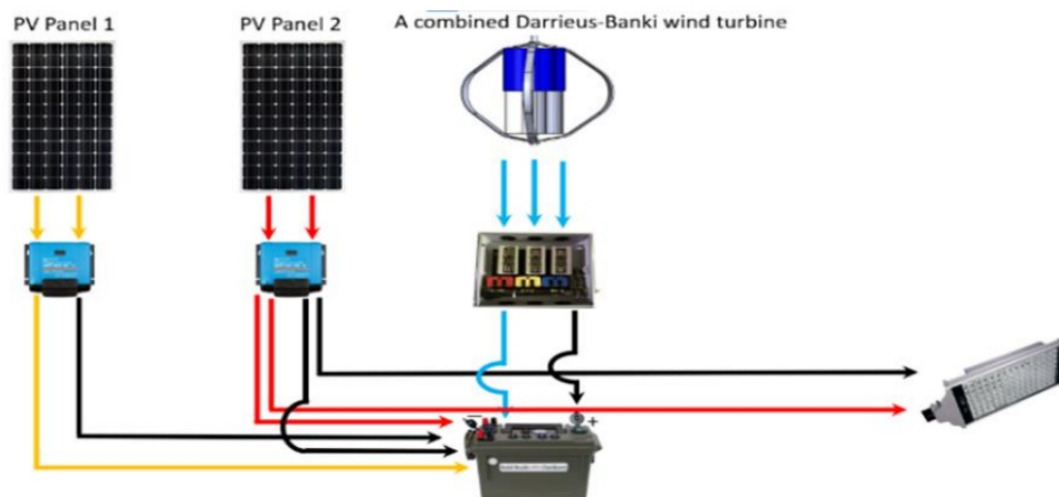 PV Panel 1
PV Panel 2
A combined Darrieus-Banki wind turbine
−
+